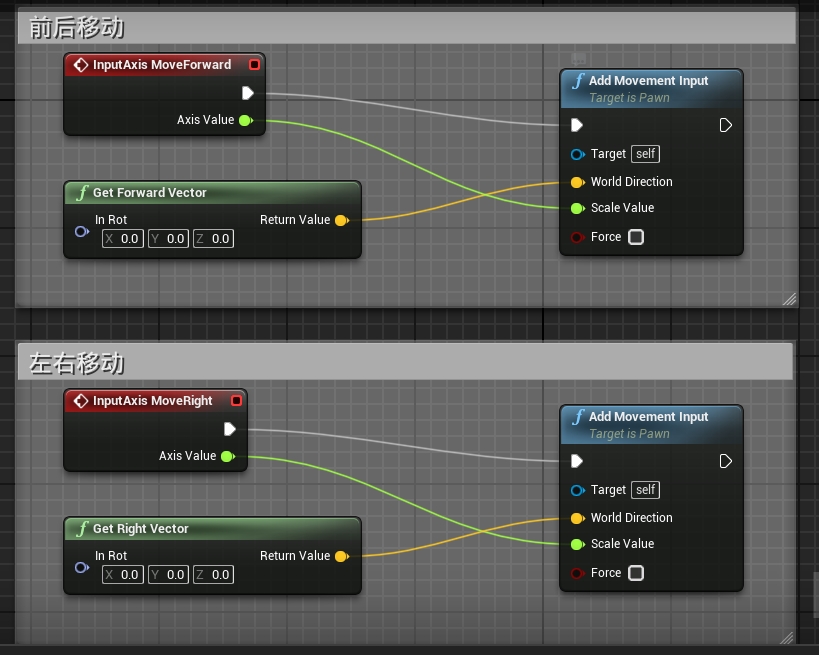 前后移动
InputAxis MoveForward
Axis Value
Get Forward Vector
In Rot
X 0.0 Y 0.0 Z 0.0
Return Value
Add Movement Input
Target is Pawn
Target self
World Direction
Scale Value
Force
左右移动
InputAxis MoveRight
Axis Value
Get Right Vector
In Rot
X 0.0 Y 0.0 Z 0.0
Return Value
Add Movement Input
Target is Pawn
Target self
World Direction
Scale Value
Force